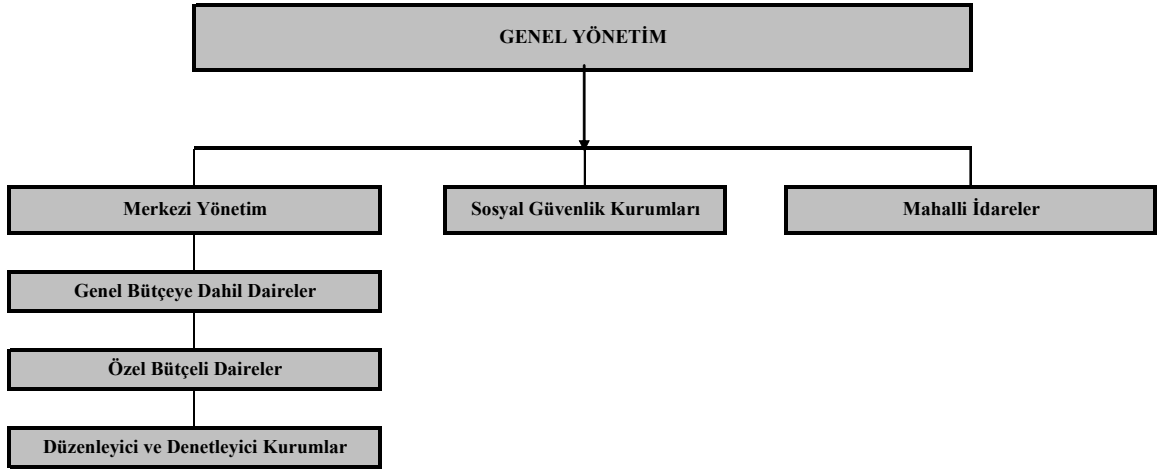 GENEL YÖNETİM
Merkezi Yönetim
Sosyal Güvenlik Kurumları
Mahalli İdareler
Genel Bütçeye Dahil Daireler
Özel Bütçeli Daireler
Düzenleyici ve Denetleyici Kurumlar